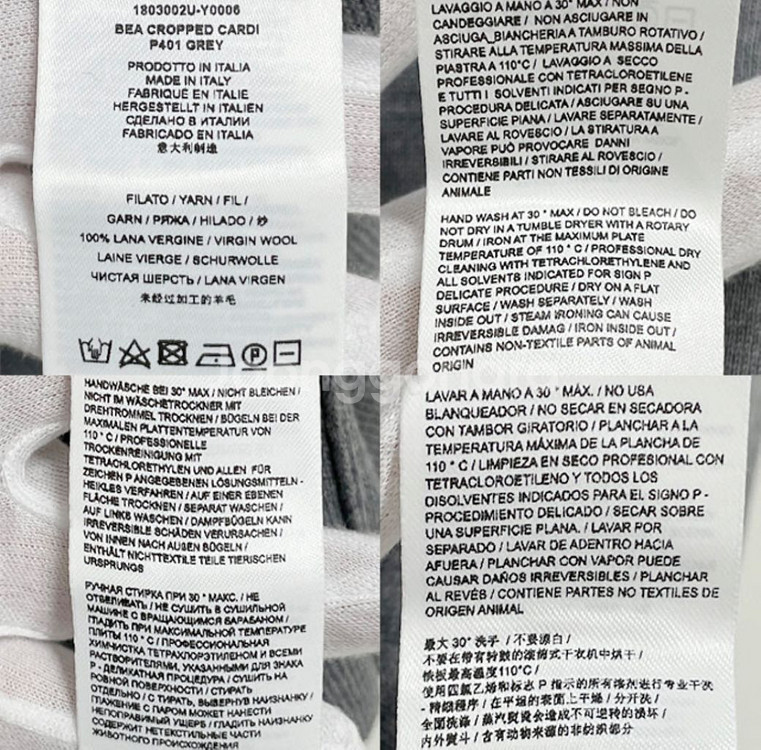 1803002U-Y0006
BEA CROPPED CARDI
P401 GREY
PRODOTTO IN ITALIA
MADE IN ITALY
FABRIQUÉ EN ITALIE
HERGESTELLT IN ITALIEN
СДЕЛАНО В ИТАЛИИ
FABRICADO EN ITALIA
意大利制造
FILATO / YARN / FIL /
GARN / PЯЖА / HILADO / 纱
100% LANA VERGINE / VIRGIN WOOL
LAINE VIERGE / SCHURWOLLE
ЧИСТАЯ ШЕРСТЬ / LANA VIRGEN
未经过加工的羊毛
LAVAGGIO A MANO A 30° MAX / NON
CANDEGGIARE / NON ASCIUGARE IN
ASCIUGA_BIANCHERIA A TAMBURO ROTATIVO /
STIRARE ALLA TEMPERATURA MASSIMA DELLA
PIASTRA A 110°C / LAVAGGIO A SECCO
PROFESSIONALE CON TETRACLOROETILENE
E TUTTI I SOLVENTI INDICATI PER SEGNO P -
PROCEDURA DELICATA / ASCIUGARE SU UNA
SUPERFICIE PIANA / LAVARE SEPARATAMENTE /
LAVARE AL ROVESCIO / LA STIRATURA A
VAPORE PUÒ PROVOCARE DANNI
IRREVERSIBILI / STIRARE AL ROVESCIO /
CONTIENE PARTI NON TESSILI DI ORIGINE
ANIMALE
HAND WASH AT 30 ° MAX / DO NOT BLEACH / DO
NOT DRY IN A TUMBLE DRYER WITH A ROTARY
DRUM / IRON AT THE MAXIMUM PLATE
TEMPERATURE OF 110 ° C / PROFESSIONAL DRY
CLEANING WITH TETRACHLORETHYLENE AND
ALL SOLVENTS INDICATED FOR SIGN P
DELICATE PROCEDURE / DRY ON A FLAT
SURFACE / WASH SEPARATELY / WASH
INSIDE OUT / STEAM IRONING CAN CAUSE
IRREVERSIBLE DAMAG / IRON INSIDE OUT /
CONTAINS NON-TEXTILE PARTS OF ANIMAL
ORIGIN
HANDWÄSCHE BEI 30° MAX / NICHT BLEICHEN /
NICHT IM WÄSCHETROCKNER MIT
DREHTROMMEL TROCKNEN / BÜGELN BEI DER
MAXIMALEN PLATTENTEMPERATUR VON
110 ° C / PROFESSIONELLE
TROCKENREINIGUNG MIT
TETRACHLORETHYLEN UND ALLEN FÜR
ZEICHEN P ANGEGEBENEN LÖSUNGSMITTELN -
HEIKLES VERFAHREN / AUF EINER EBENEN
FLÄCHE TROCKNEN / SEPARAT WASCHEN /
AUF LINKS WASCHEN / DAMPFBÜGELN KANN
IRREVERSIBLE SCHÄDEN VERURSACHEN /
VON INNEN NACH AUßEN BÜGELN /
ENTHÄLT NICHTTEXTILE TEILE TIERISCHEN
URSPRUNGS
РУЧНАЯ СТИРКА ПРИ 30 ° МАКС. / НЕ
ОТБЕЛИВАТЬ / НЕ СУШИТЬ В СУШИЛЬНОЙ
МАШИНЕ С ВРАЩАЮЩИМСЯ БАРАБАНОМ /
ГЛАДИТЬ ПРИ МАКСИМАЛЬНОЙ ТЕМПЕРАТУРЕ
ПЛИТЫ 110 ° C / ПРОФЕССИОНАЛЬНАЯ
ХИМЧИСТКА ТЕТРАХЛОРЭТИЛЕНОМ И ВСЕМИ
РАСТВОРИТЕЛЯМИ, УКАЗАННЫМИ ДЛЯ ЗНАКА
P - ДЕЛИКАТНАЯ ПРОЦЕДУРА / СУШИТЬ НА
РОВНОЙ ПОВЕРХНОСТИ / СТИРАТЬ
ОТДЕЛЬНО / СТИРАТЬ, ВЫВЕРНУВ НАИЗНАНКУ /
ГЛАЖЕНИЕ С ПАРОМ МОЖЕТ НАНЕСТИ
НЕПОПРАВИМЫЙ УЩЕРБ / ГЛАДИТЬ НАИЗНАНКУ
СОДЕРЖИТ НЕТЕКСТИЛЬНЫЕ ЧАСТИ
ЖИВОТНОГО ПРОИСХОЖДЕНИЯ
LAVAR A MANO A 30 ° MÁX. / NO USA
BLANQUEADOR / NO SECAR EN SECADORA
CON TAMBOR GIRATORIO / PLANCHAR A LA
TEMPERATURA MÁXIMA DE LA PLANCHA DE
110 ° C / LIMPIEZA EN SECO PROFESIONAL CON
TETRACLOROETILENO Y TODOS LOS
DISOLVENTES INDICADOS PARA EL SIGNO P -
PROCEDIMIENTO DELICADO / SECAR SOBRE
UNA SUPERFICIE PLANA. / LAVAR POR
SEPARADO / LAVAR DE ADENTRO HACIA
AFUERA / PLANCHAR CON VAPOR PUEDE
CAUSAR DAÑOS IRREVERSIBLES / PLANCHAR
AL REVÉS / CONTIENE PARTES NO TEXTILES DE
ORIGEN ANIMAL
最大 30° 洗手 / 不要漂白 /
不要在带有转鼓的滚筒式干衣机中烘干 /
铁板最高温度110°C /
使用四氯乙烯和标志 P 指示的所有溶剂进行专业干洗
- 精细程序 / 在平坦的表面上干燥 / 分开洗 /
全面洗涤 / 蒸汽熨烫会造成不可逆转的损坏 /
内外熨斗 / 含有动物来源的非纺织部分